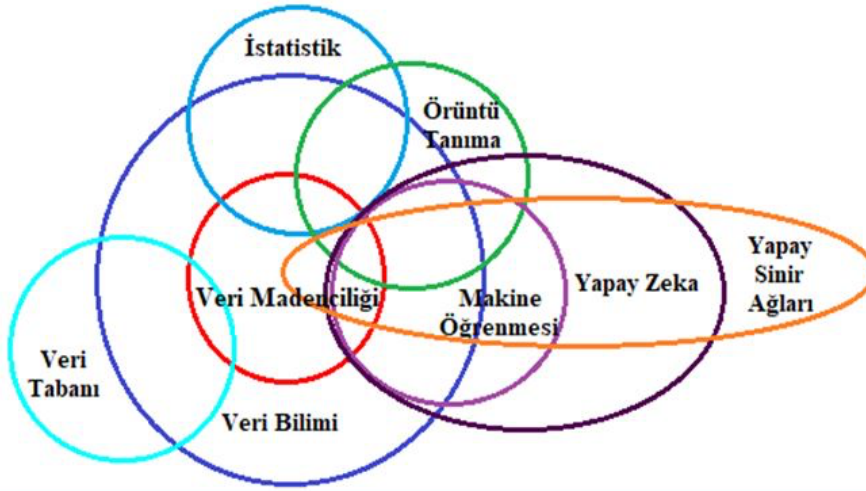 İstatistik
Örüntü
Tanıma
Veri Madenciliği
Makine
Öğrenmesi
Yapay Zeka
Yapay
Sinir
Ağları
Veri
Tabanı
Veri Bilimi